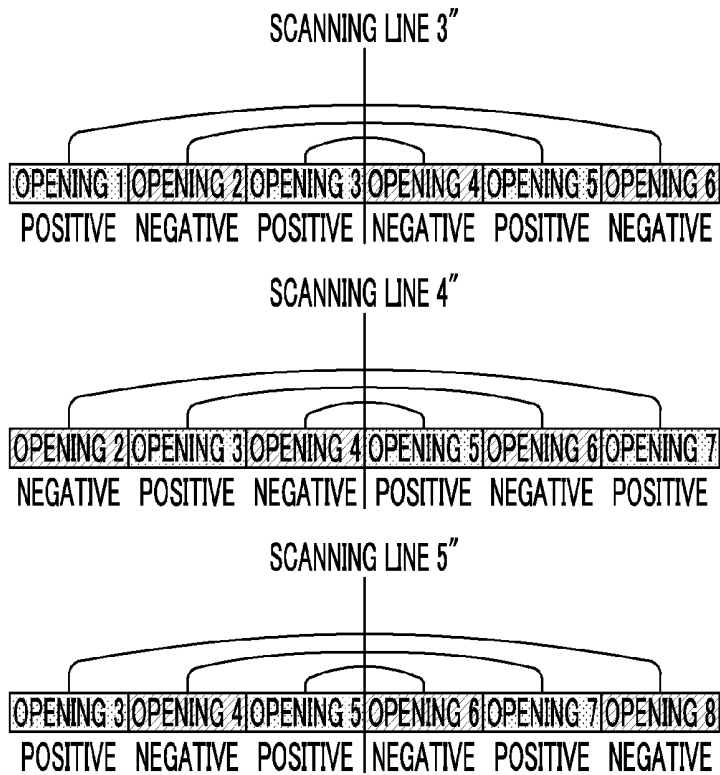 SCANNING LINE 3″
OPENING 1 OPENING 2 OPENING 3 OPENING 4 OPENING 5 OPENING 6
POSITIVE NEGATIVE POSITIVE NEGATIVE POSITIVE NEGATIVE
SCANNING LINE 4″
OPENING 2 OPENING 3 OPENING 4 OPENING 5 OPENING 6 OPENING 7
NEGATIVE POSITIVE NEGATIVE POSITIVE NEGATIVE POSITIVE
SCANNING LINE 5″
OPENING 3 OPENING 4 OPENING 5 OPENING 6 OPENING 7 OPENING 8
POSITIVE NEGATIVE POSITIVE NEGATIVE POSITIVE NEGATIVE